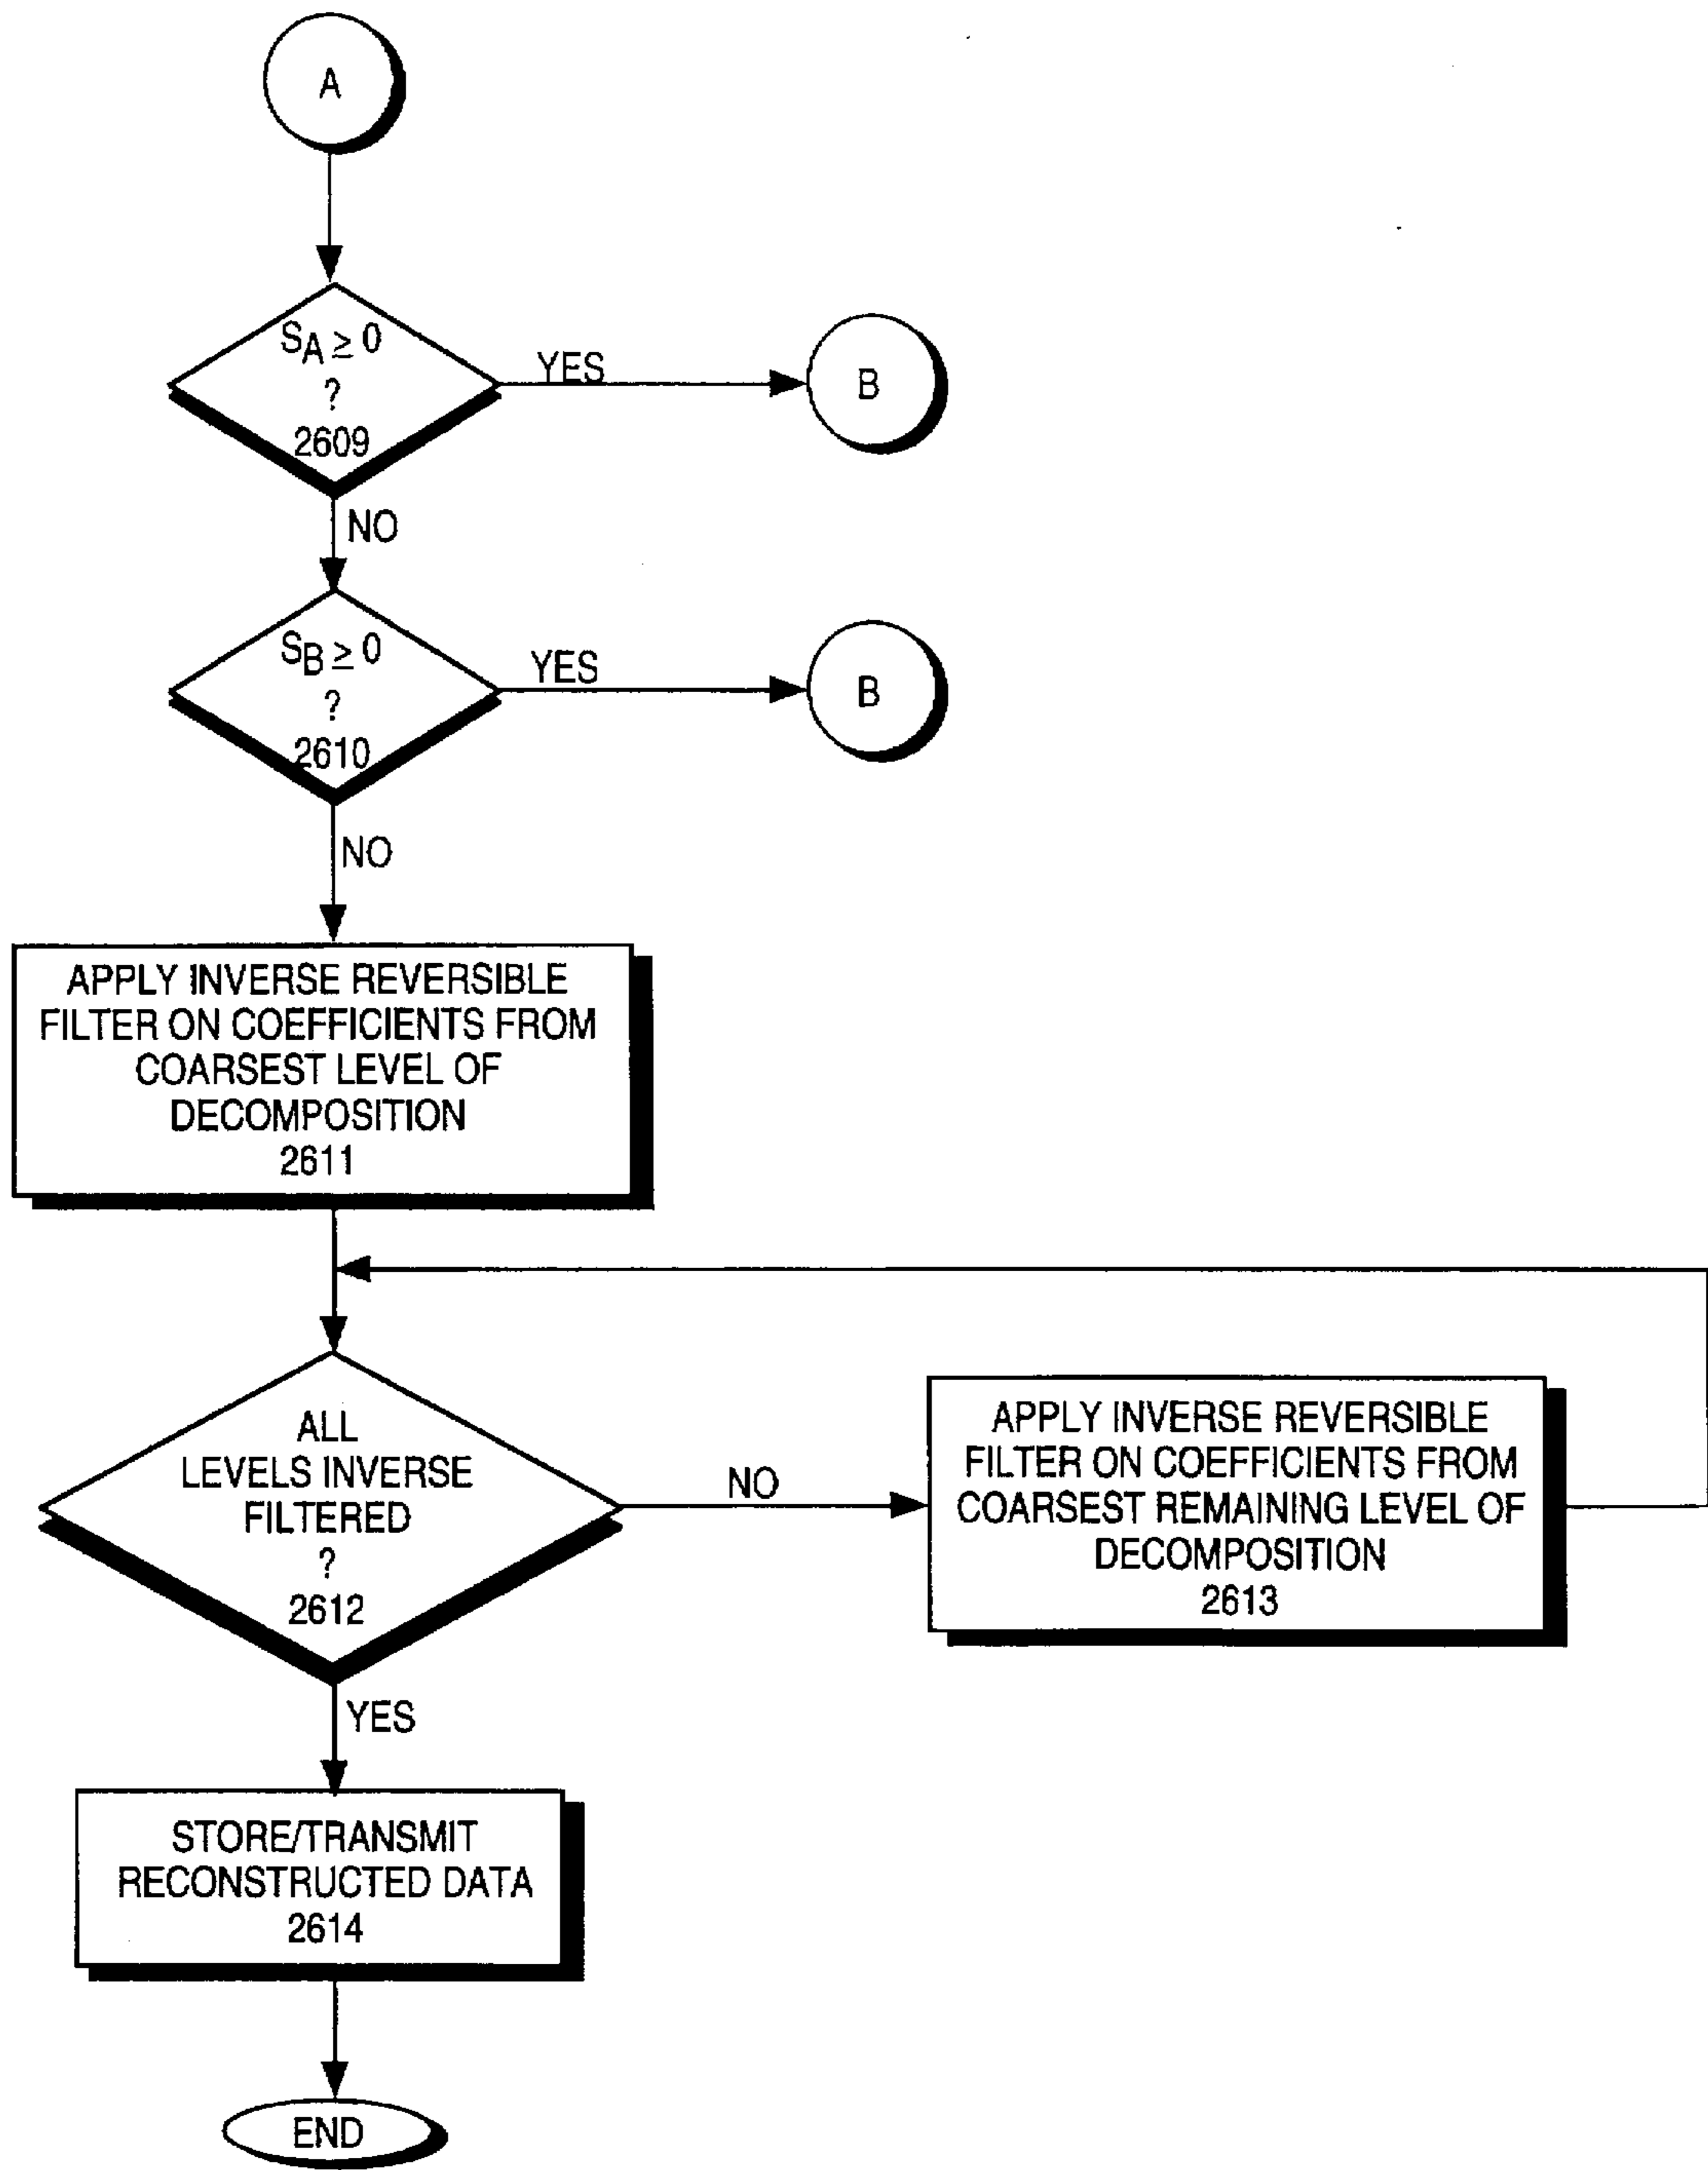 A
SA ≥ 0
?
2609
YES
B
NO
SB ≥ 0
?
2610
YES
B
NO
APPLY INVERSE REVERSIBLE
FILTER ON COEFFICIENTS FROM
COARSEST LEVEL OF
DECOMPOSITION
2611
ALL
LEVELS INVERSE
FILTERED
?
2612
NO
APPLY INVERSE REVERSIBLE
FILTER ON COEFFICIENTS FROM
COARSEST REMAINING LEVEL OF
DECOMPOSITION
2613
YES
STORE/TRANSMIT
RECONSTRUCTED DATA
2614
END